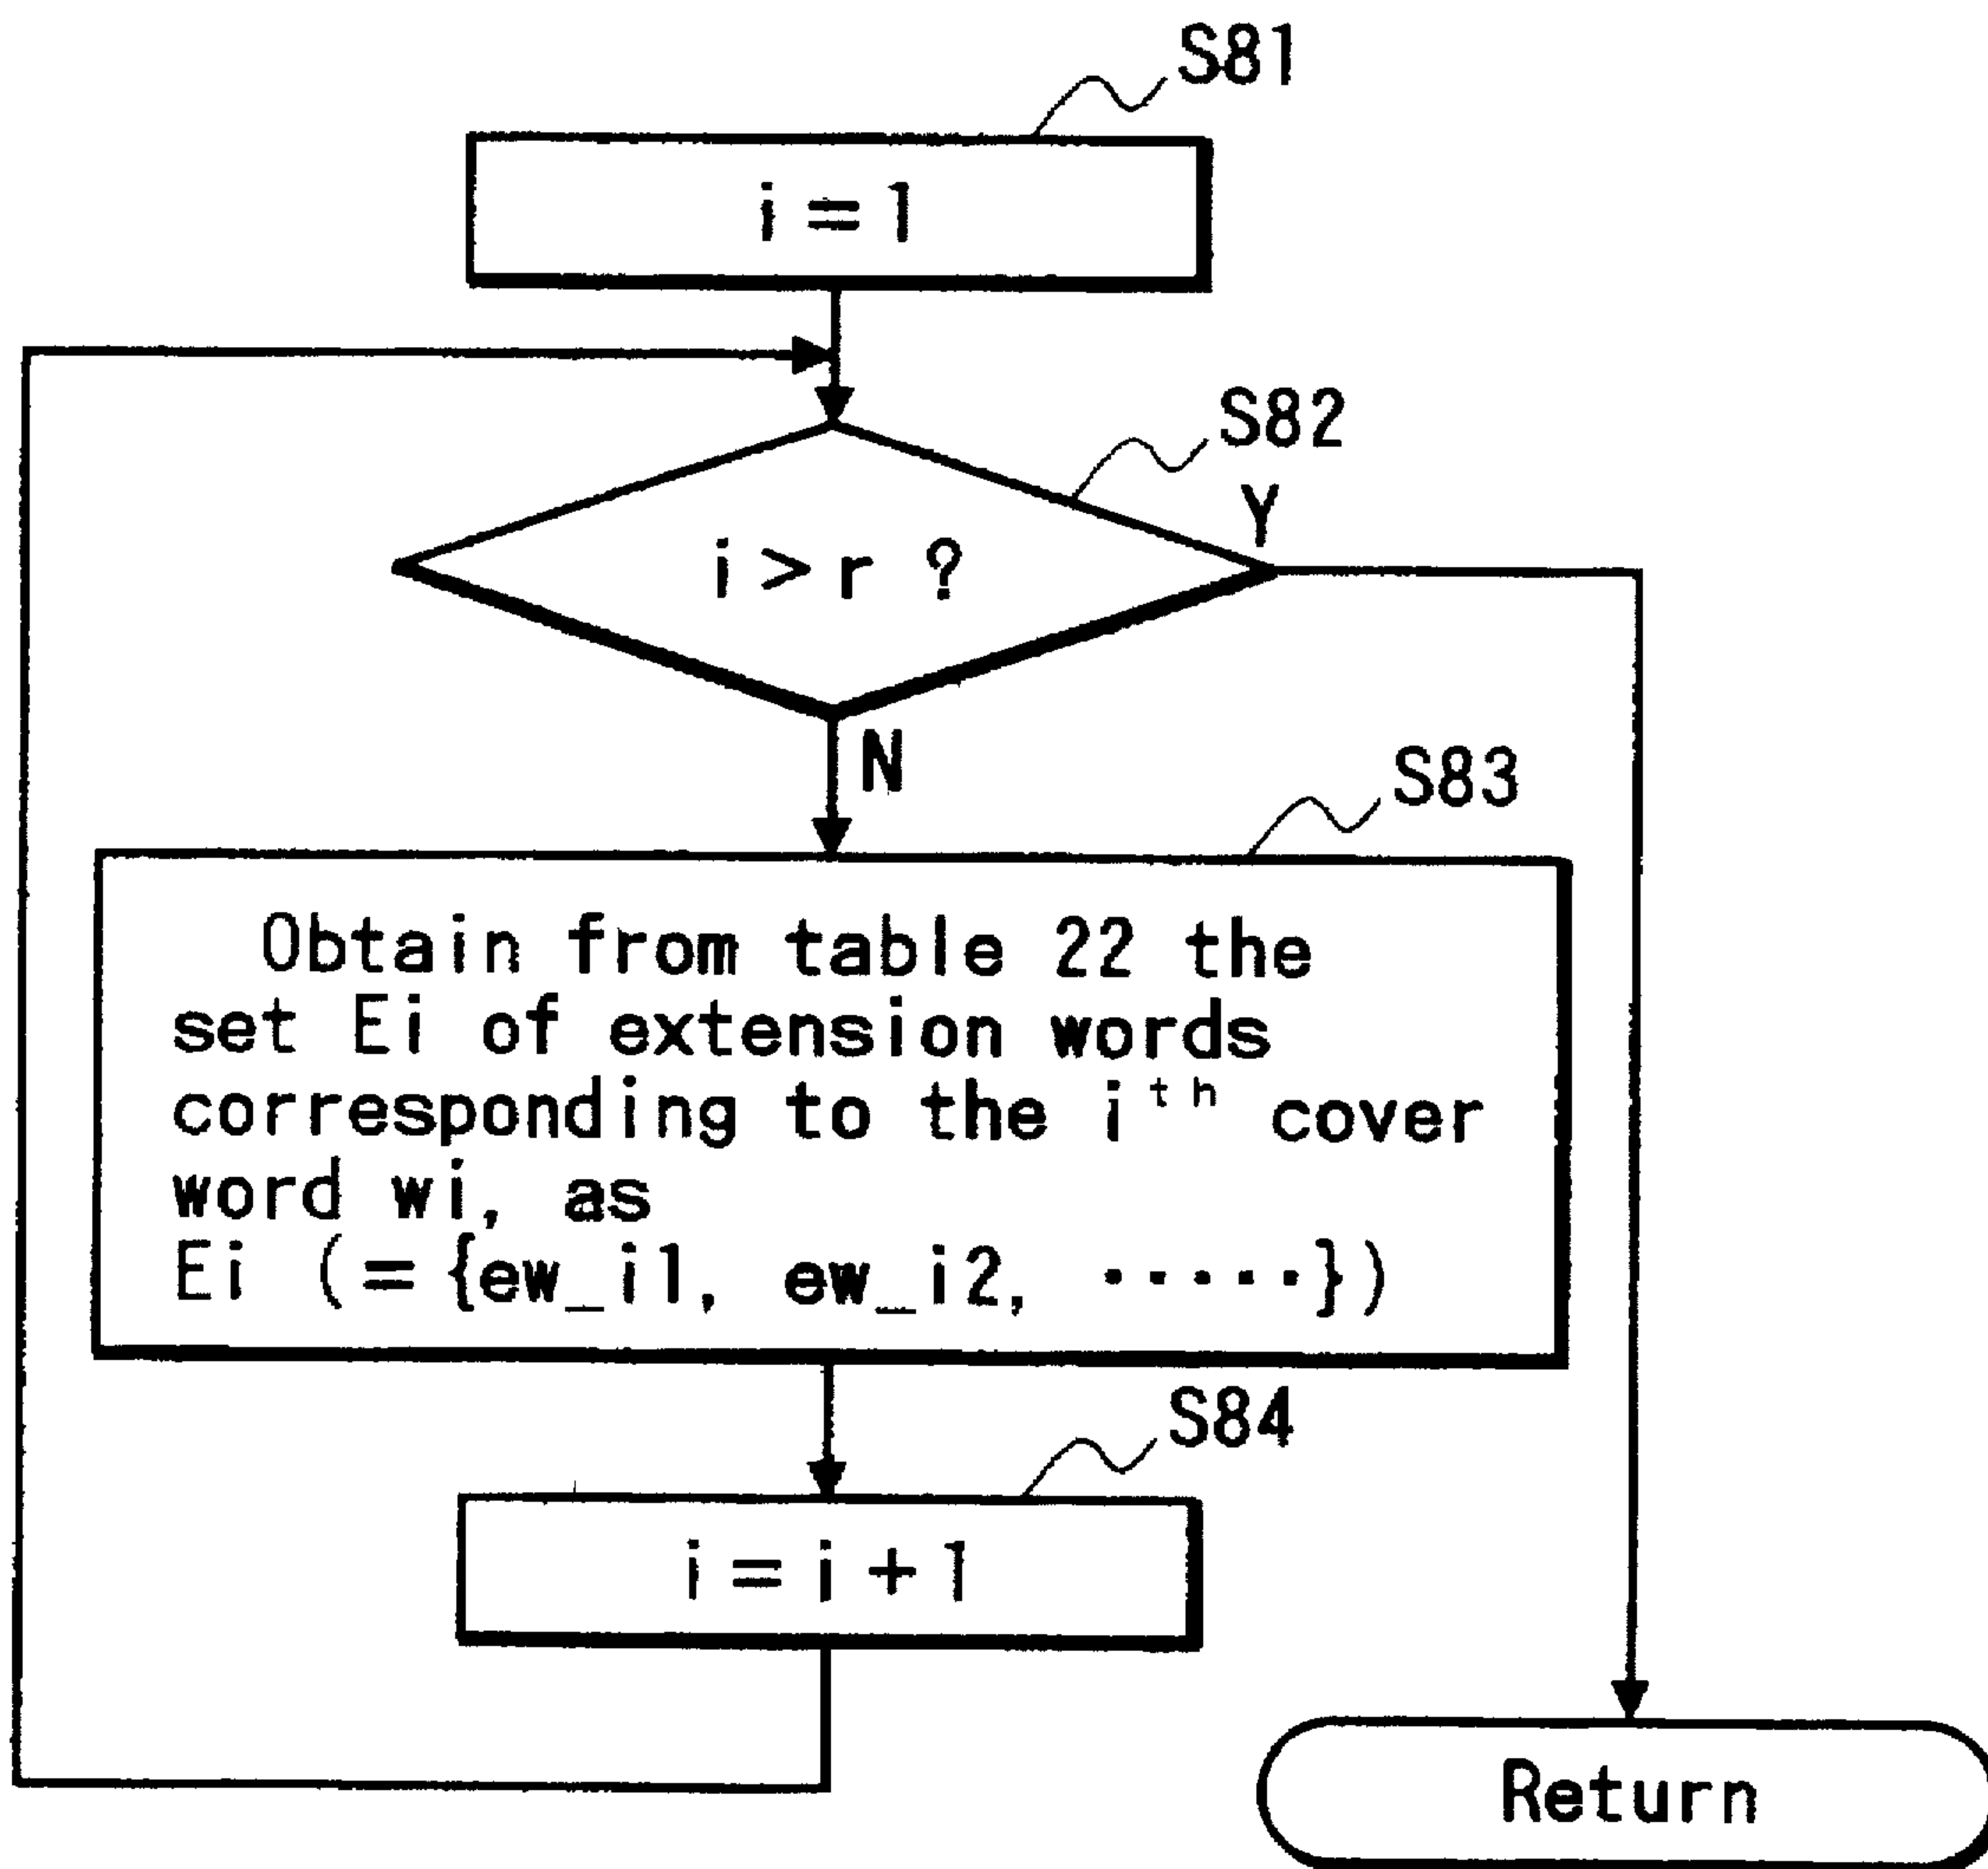 S81
i=1
S82
Y
i>r ?
N
S83
Obtain from table 22 the
set Ei of extension words
corresponding to the i th cover
word wi, as
Ei (={ew_i1, ew_i2, ·····})
S84
i=i+1
Return